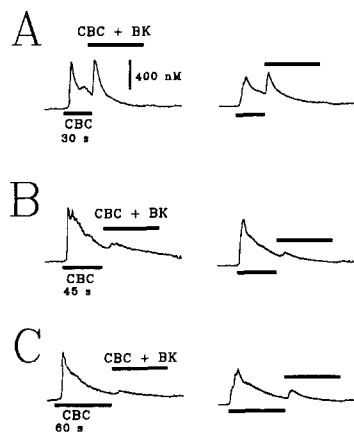 A
CBC + BK
400 nM
CBC
30 s
B
CBC + BK
CBC
45 s
C
CBC + BK
CBC
60 s